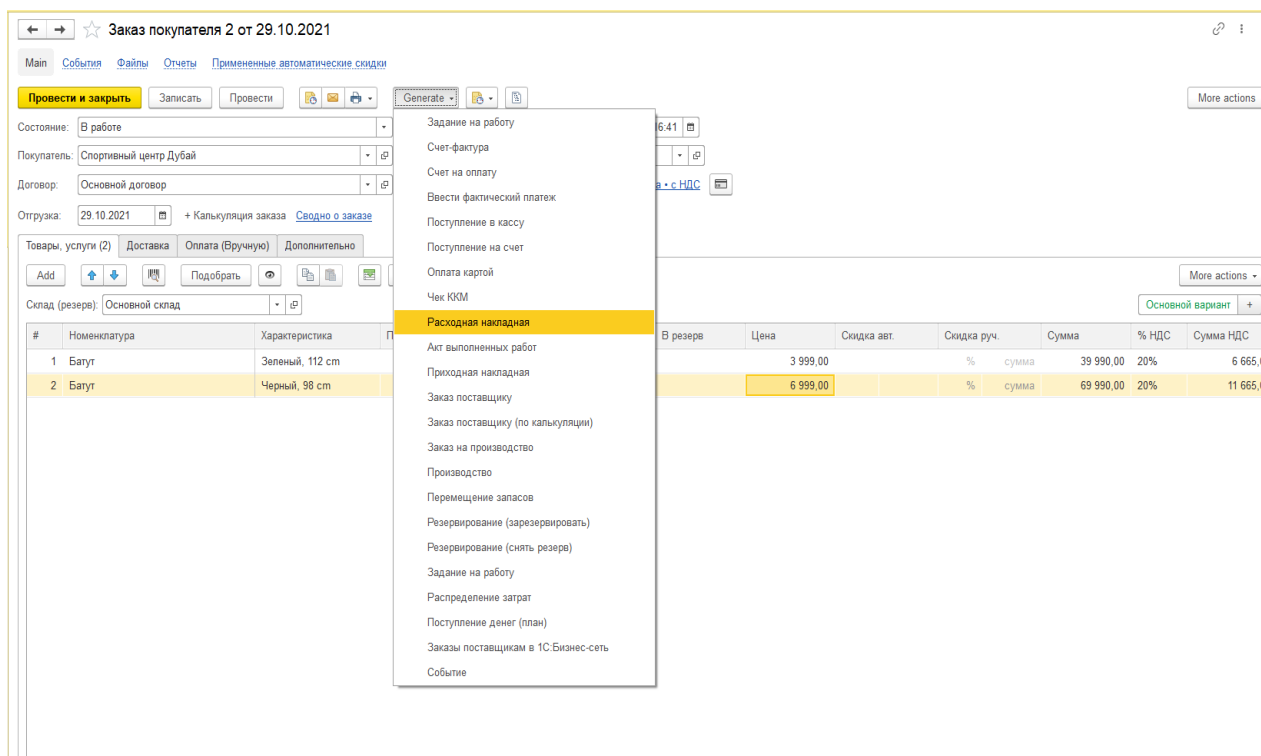 Заказ покупателя 2 от 29.10.2021
Main События Файлы Отчеты Примененные автоматические скидки
Провести и закрыть Записать Провести Generate More actions
Состояние: В работе 6:41
Покупатель: Спортивный центр Дубай
Договор: Основной договор а • с НДС
Отгрузка: 29.10.2021 + Калькуляция заказа Сводно о заказе
Товары, услуги (2) Доставка Оплата (Вручную) Дополнительно
Add Подобрать More actions
Склад (резерв): Основной склад Основной вариант +
# Номенклатура Характеристика П В резерв Цена Скидка авт. Скидка руч. Сумма % НДС Сумма НДС
1 Батут Зеленый, 112 cm 3 999,00 % сумма 39 990,00 20% 6 665,
2 Батут Черный, 98 cm 6 999,00 % сумма 69 990,00 20% 11 665,
Задание на работу
Счет-фактура
Счет на оплату
Ввести фактический платеж
Поступление в кассу
Поступление на счет
Оплата картой
Чек ККМ
Расходная накладная
Акт выполненных работ
Приходная накладная
Заказ поставщику
Заказ поставщику (по калькуляции)
Заказ на производство
Производство
Перемещение запасов
Резервирование (зарезервировать)
Резервирование (снять резерв)
Задание на работу
Распределение затрат
Поступление денег (план)
Заказы поставщикам в 1С:Бизнес-сеть
Событие